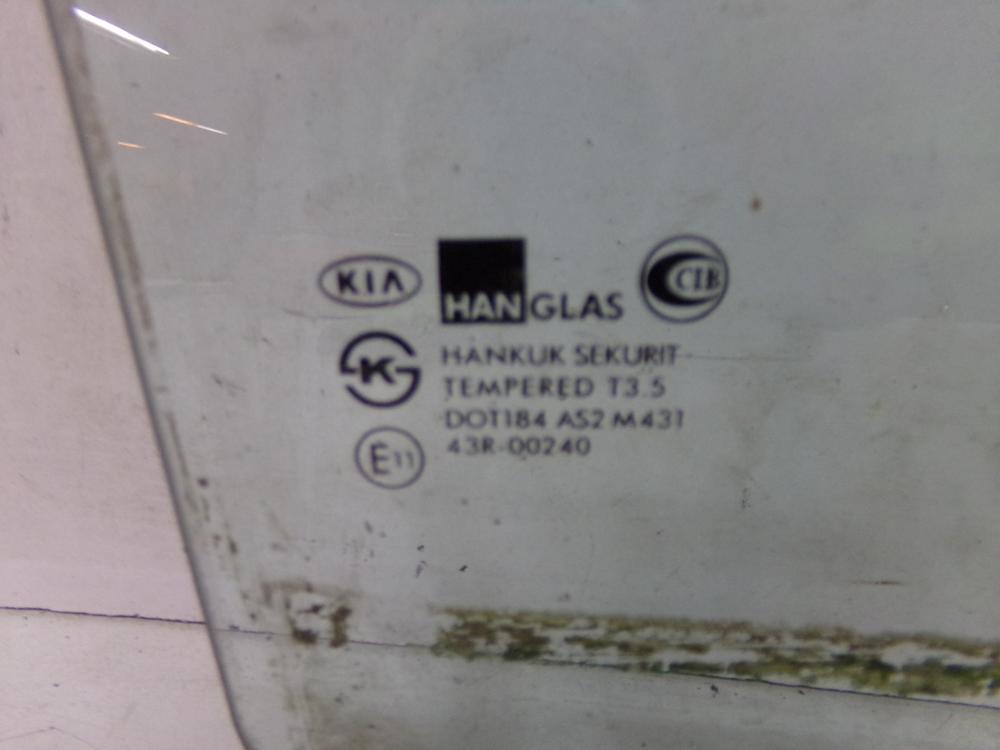 KIA HANGLAS CIB
K HANKUK SEKURIT
TEMPERED T3.5
DOT184 AS2 M431
E11 43R-00240